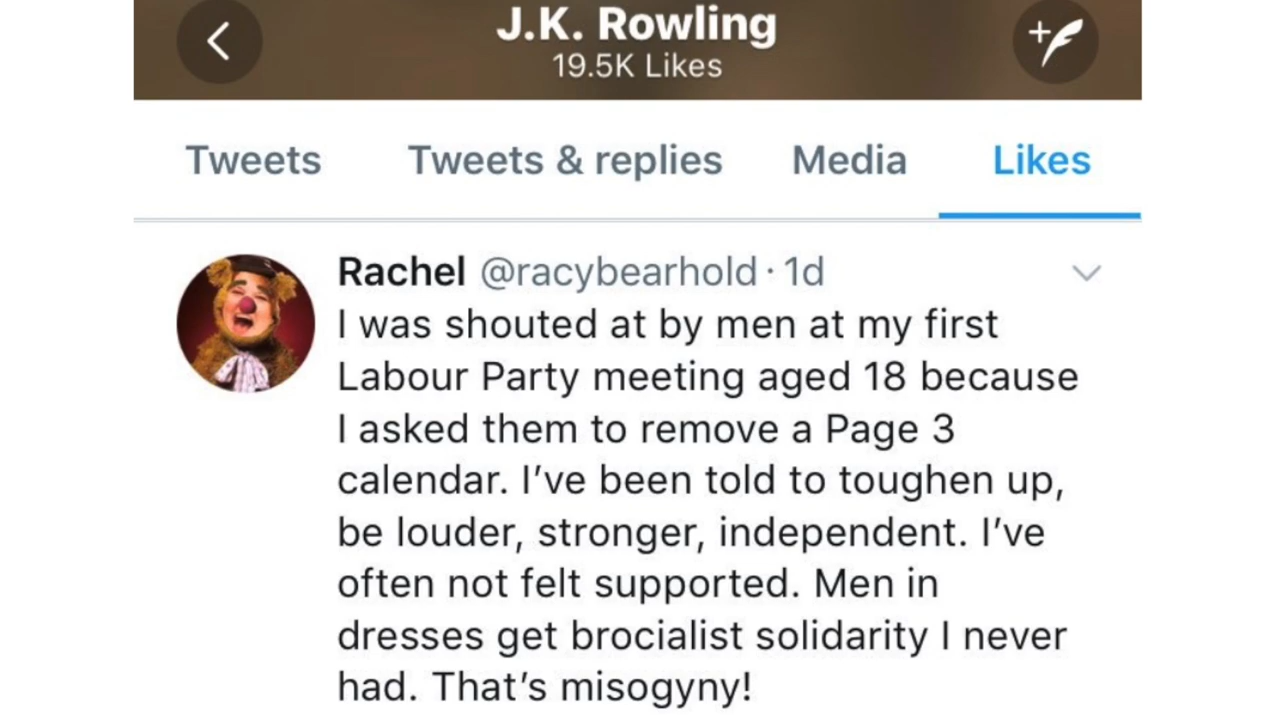 J.K. Rowling
19.5K Likes
Tweets Tweets & replies Media Likes
Rachel @racybearhold · 1d
I was shouted at by men at my first
Labour Party meeting aged 18 because
I asked them to remove a Page 3
calendar. I’ve been told to toughen up,
be louder, stronger, independent. I’ve
often not felt supported. Men in
dresses get brocialist solidarity I never
had. That’s misogyny!